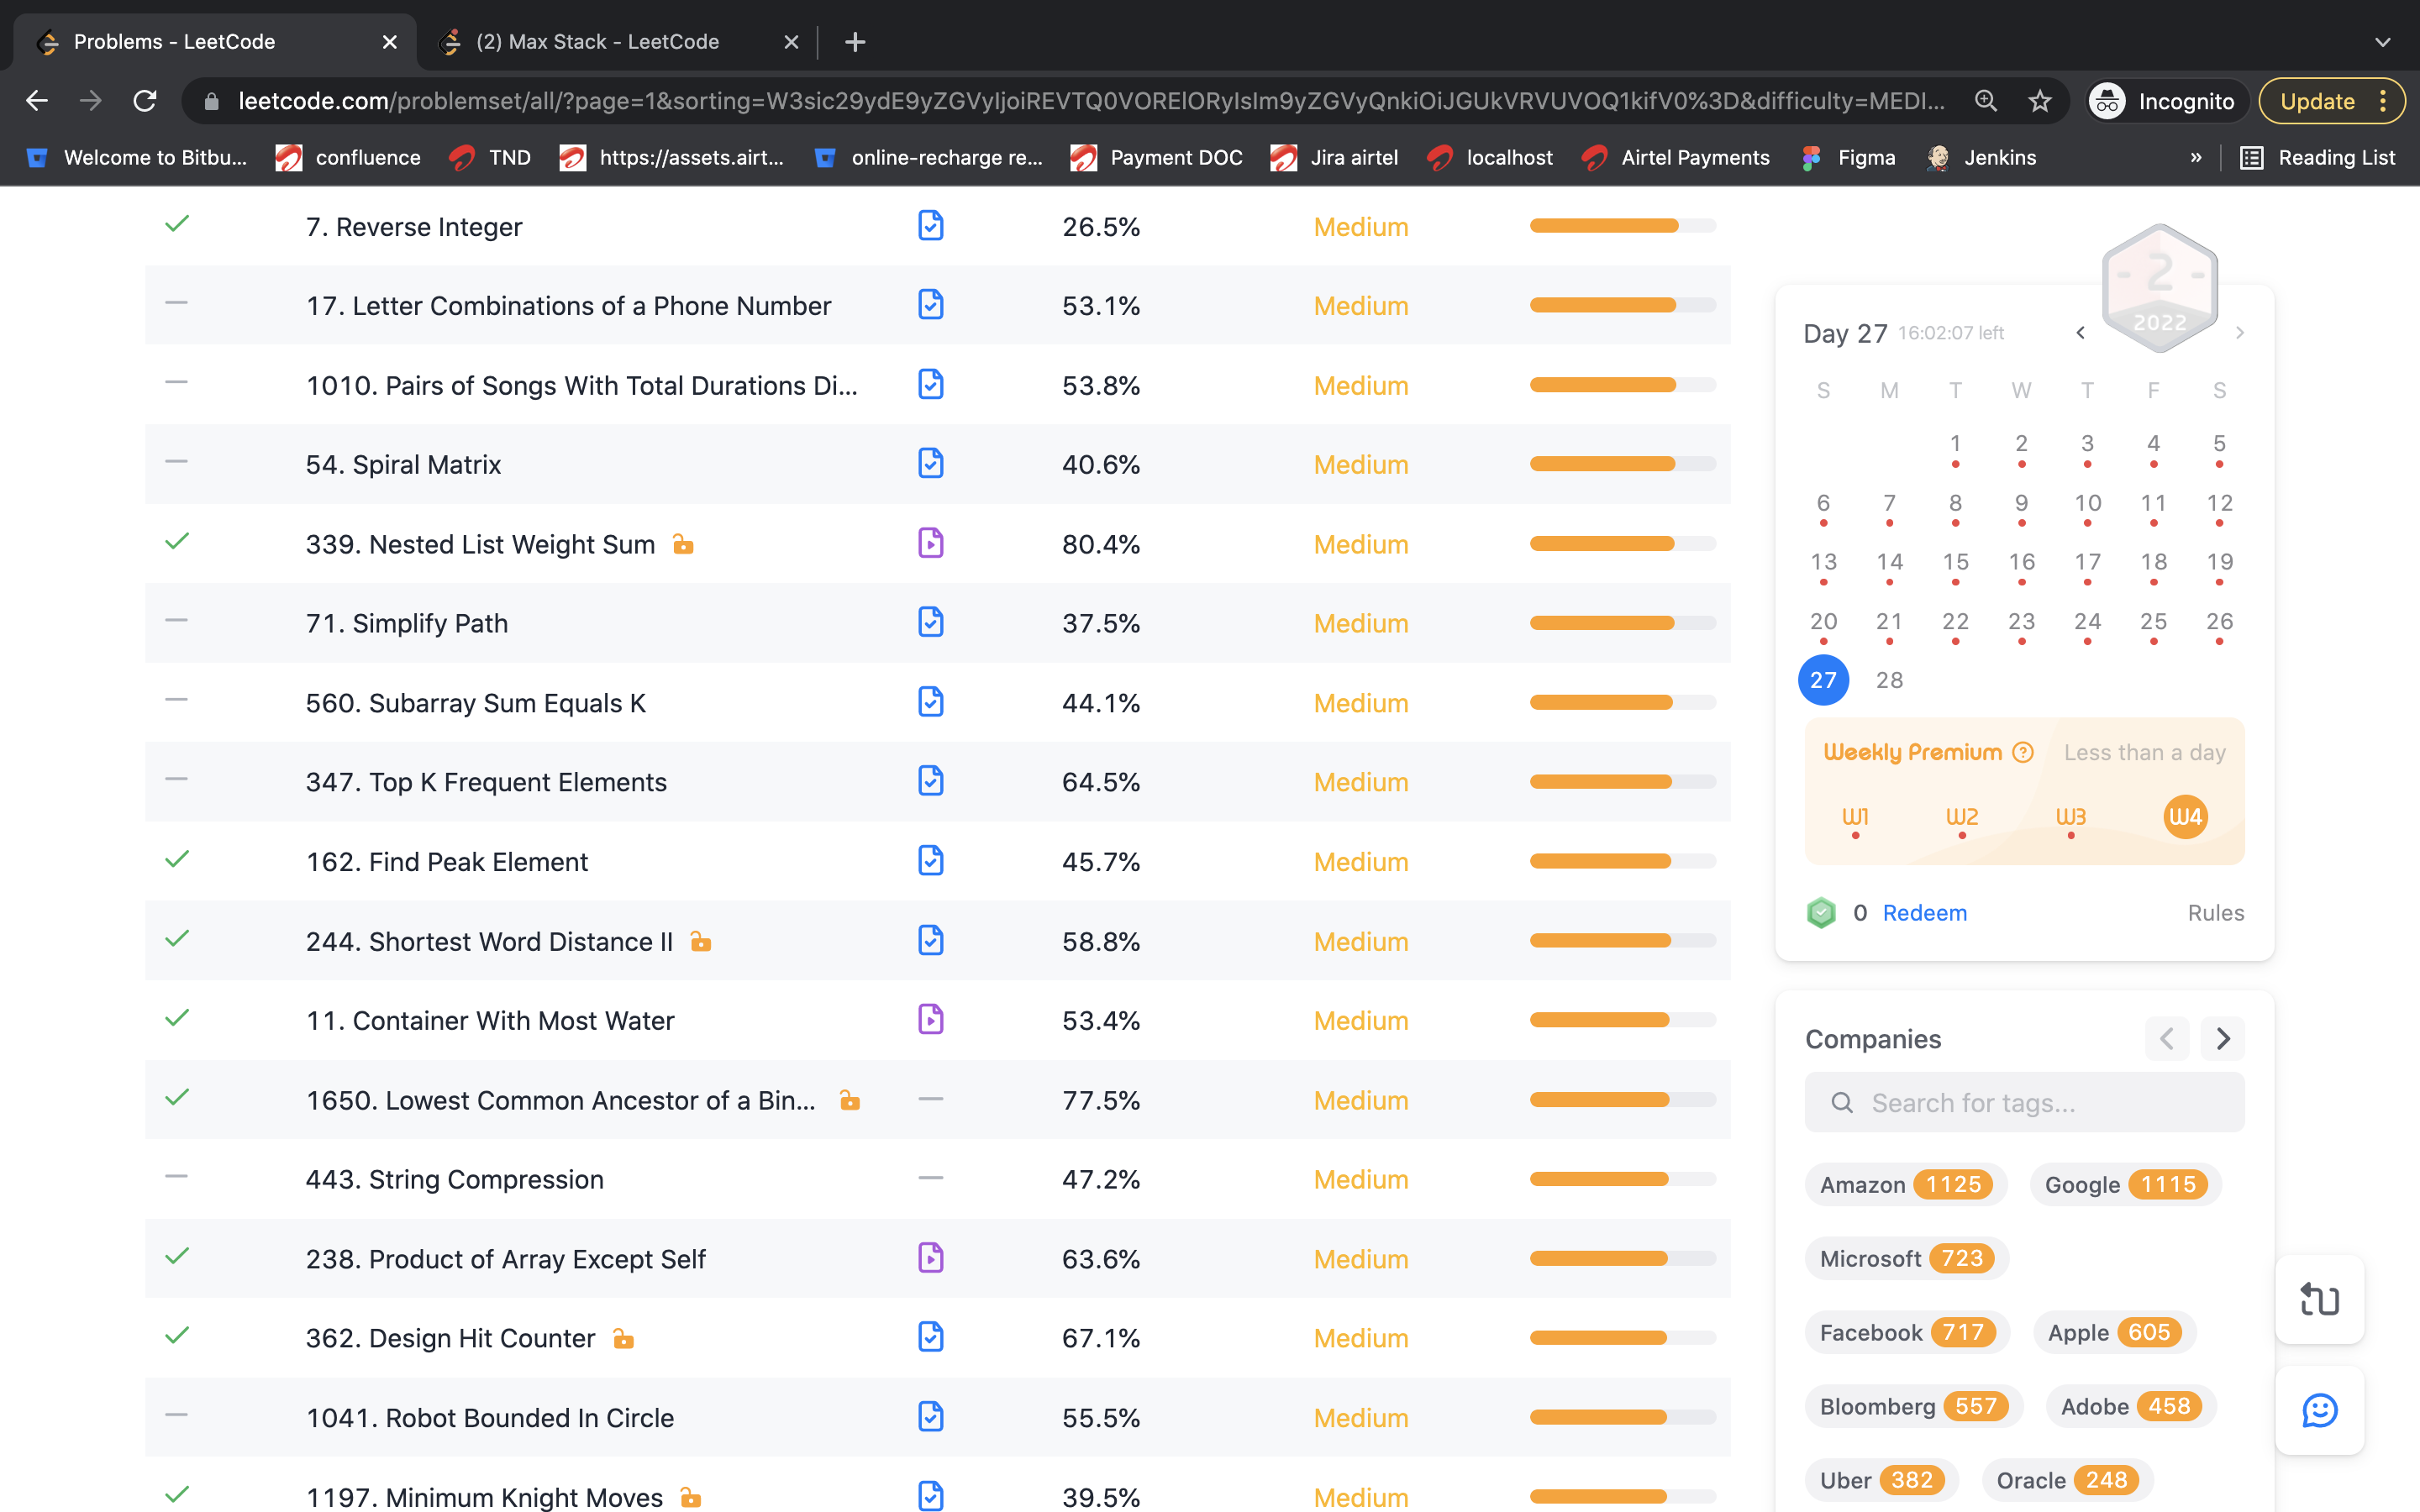 Problems - LeetCode
(2) Max Stack - LeetCode
leetcode.com/problemset/all/?page=1&sorting=W3sic29ydE9yZGVyIjoiREVTQ0VORElORyIsIm9yZGVyQnkiOiJGUkVRVUVOQ1kifV0%3D&difficulty=MEDI...
Incognito
Update
Welcome to Bitbu...
confluence
TND
https://assets.airt...
online-recharge re...
Payment DOC
Jira airtel
localhost
Airtel Payments
Figma
Jenkins
»
Reading List
7. Reverse Integer 26.5% Medium
17. Letter Combinations of a Phone Number 53.1% Medium
1010. Pairs of Songs With Total Durations Di... 53.8% Medium
54. Spiral Matrix 40.6% Medium
339. Nested List Weight Sum 80.4% Medium
71. Simplify Path 37.5% Medium
560. Subarray Sum Equals K 44.1% Medium
347. Top K Frequent Elements 64.5% Medium
162. Find Peak Element 45.7% Medium
244. Shortest Word Distance II 58.8% Medium
11. Container With Most Water 53.4% Medium
1650. Lowest Common Ancestor of a Bin... 77.5% Medium
443. String Compression 47.2% Medium
238. Product of Array Except Self 63.6% Medium
362. Design Hit Counter 67.1% Medium
1041. Robot Bounded In Circle 55.5% Medium
1197. Minimum Knight Moves 39.5% Medium
2
2022
Day 27 16:02:07 left
S M T W T F S
1 2 3 4 5
6 7 8 9 10 11 12
13 14 15 16 17 18 19
20 21 22 23 24 25 26
27 28
Weekly Premium ? Less than a day
W1 W2 W3 W4
0 Redeem Rules
Companies
Search for tags...
Amazon 1125 Google 1115
Microsoft 723
Facebook 717 Apple 605
Bloomberg 557 Adobe 458
Uber 382 Oracle 248